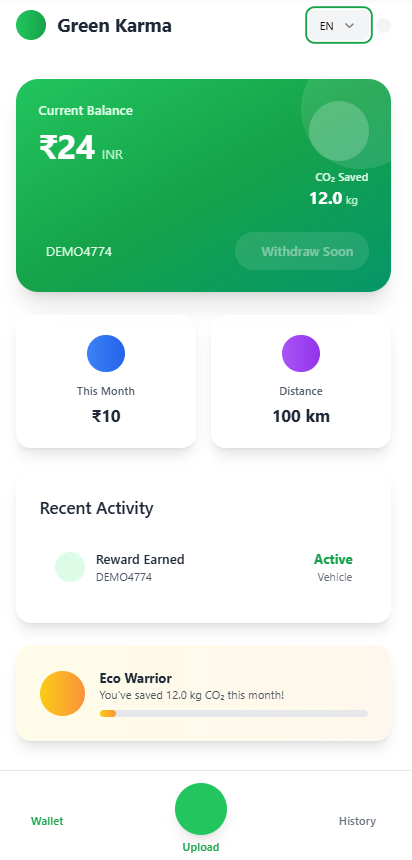 Green Karma
EN
Current Balance
₹24 INR
CO₂ Saved
12.0 kg
DEMO4774
Withdraw Soon
This Month
₹10
Distance
100 km
Recent Activity
Reward Earned
DEMO4774
Active
Vehicle
Eco Warrior
You've saved 12.0 kg CO₂ this month!
Wallet
Upload
History